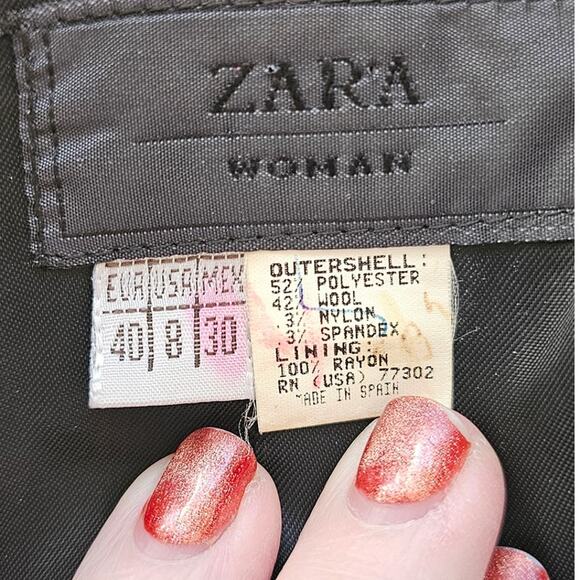 ZARA
WOMAN
EUR USA MEX
40 8 30
OUTERSHELL:
52% POLYESTER
42% WOOL
3% NYLON
3% SPANDEX
LINING:
100% RAYON
RN (USA) 77302
MADE IN SPAIN